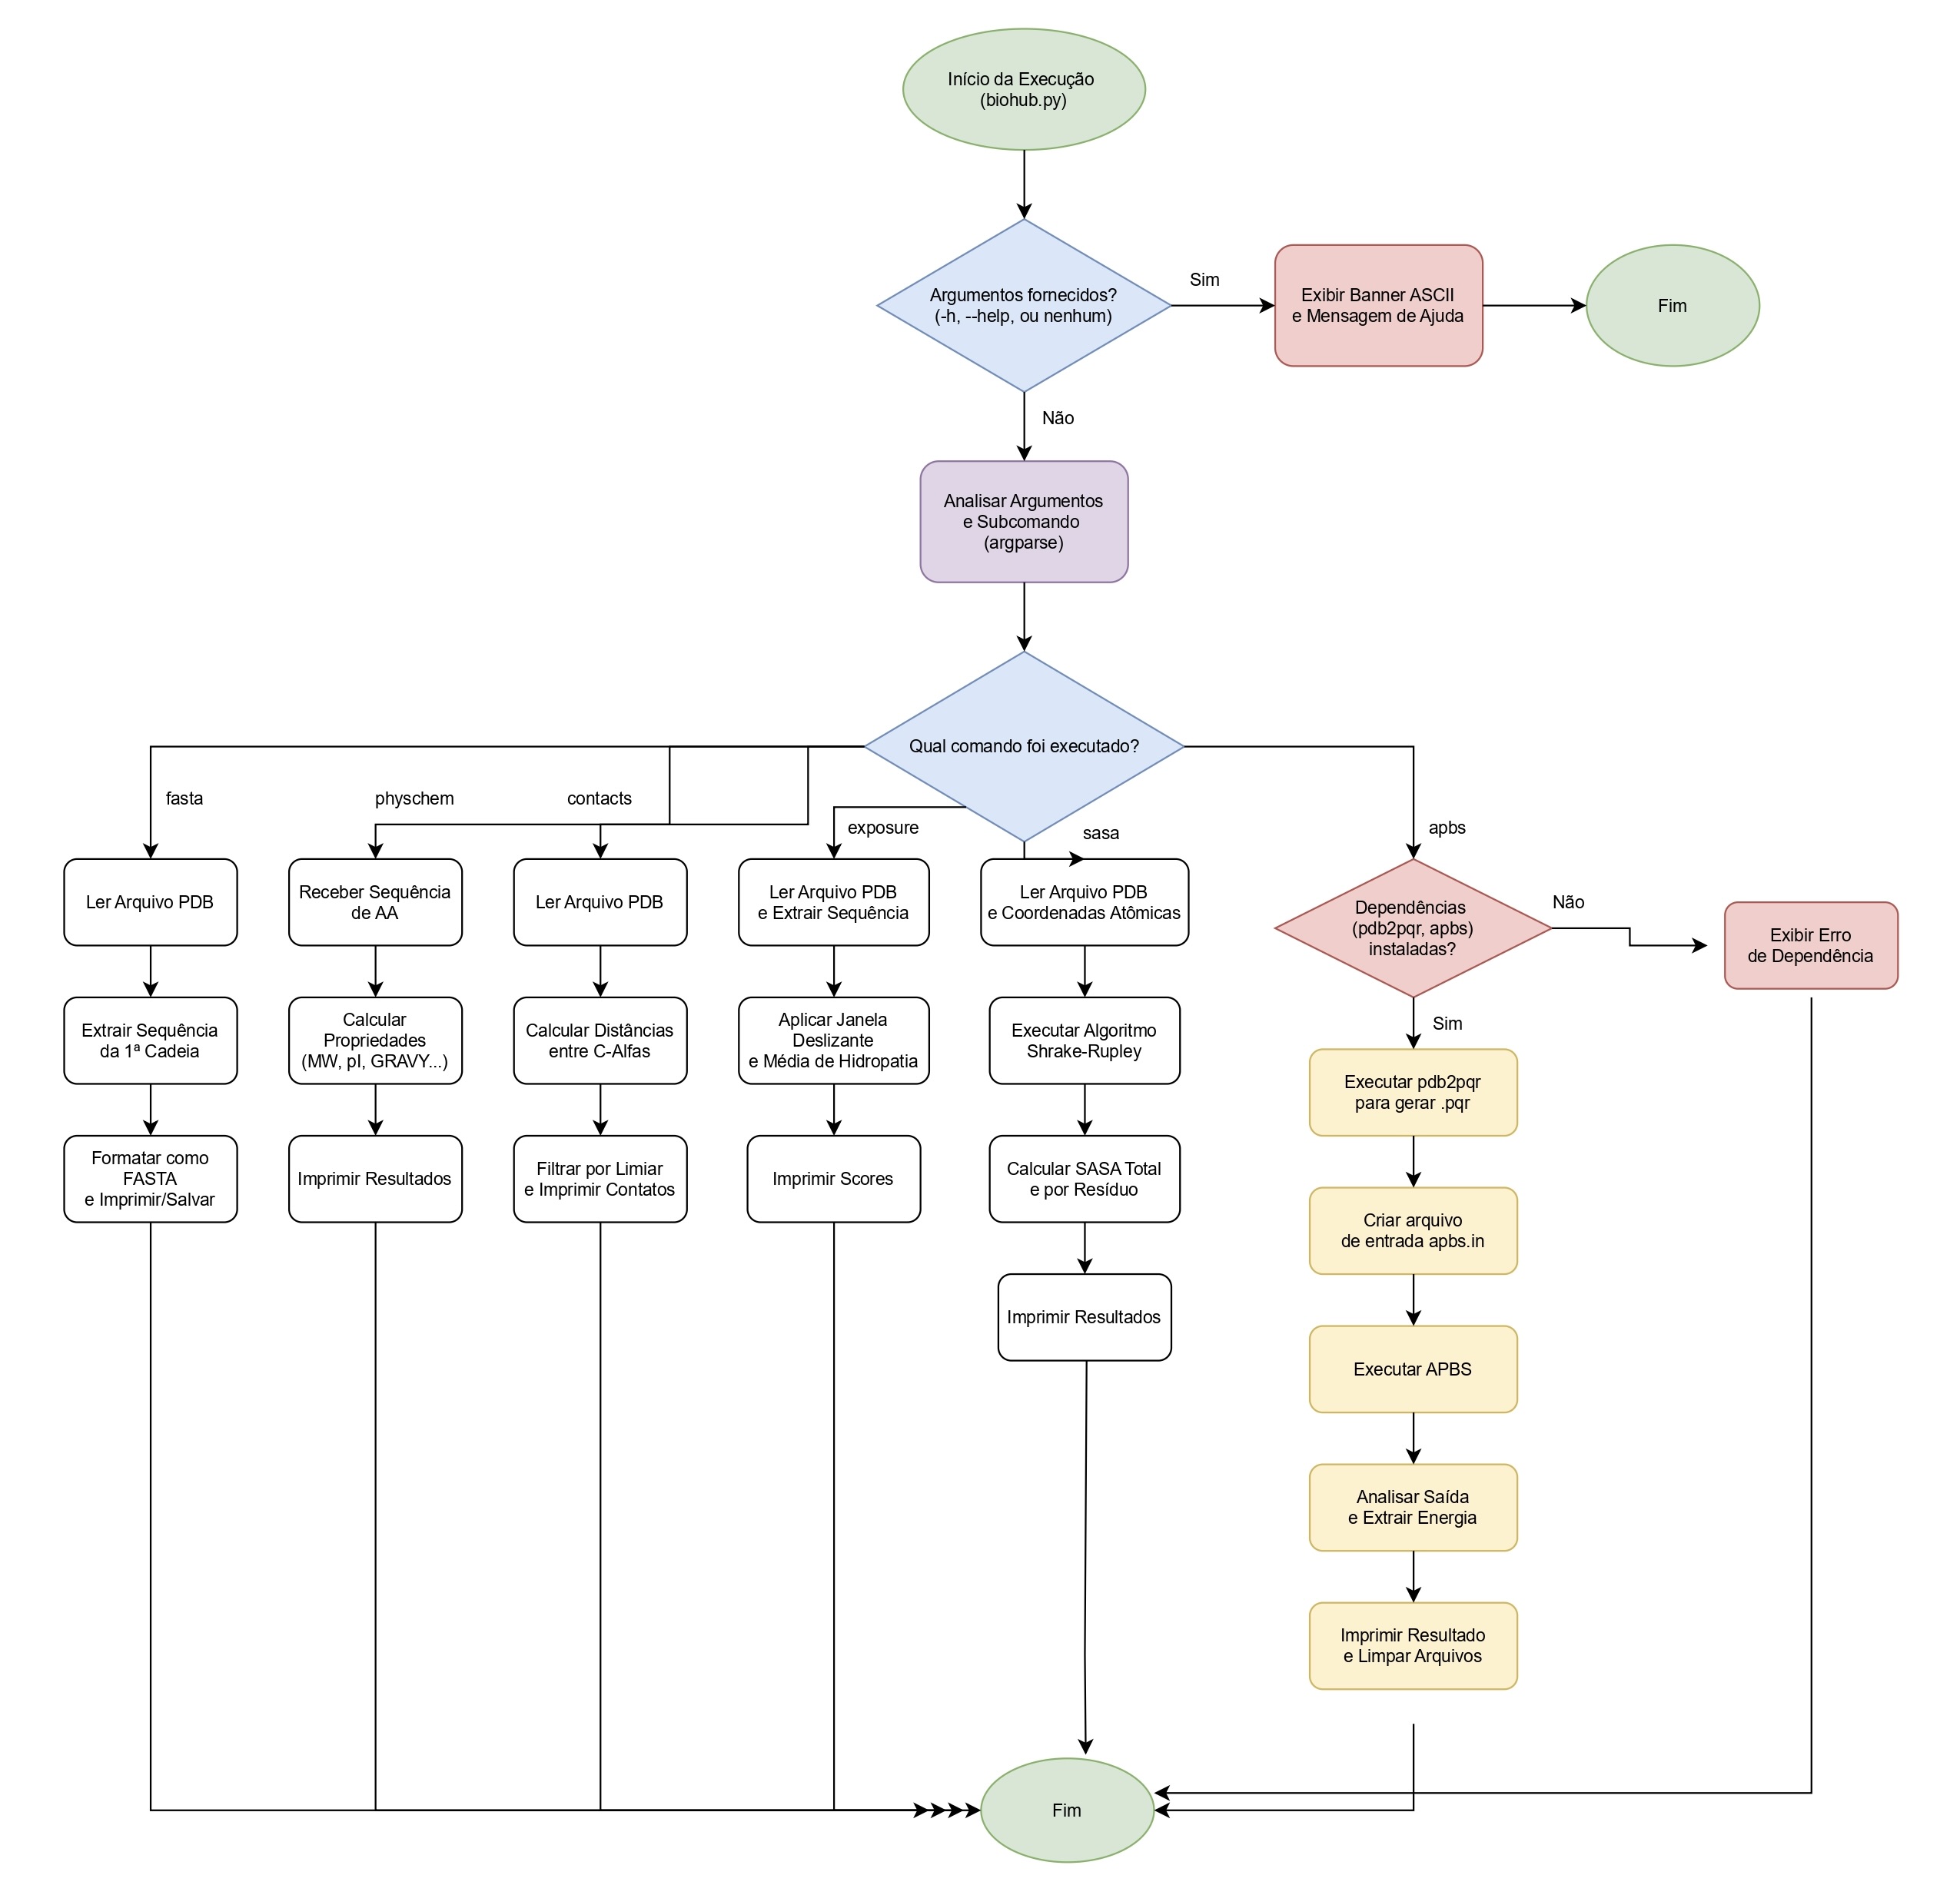 Início da Execução
(biohub.py)
Argumentos fornecidos?
(-h, --help, ou nenhum)
Sim
Exibir Banner ASCII
e Mensagem de Ajuda
Fim
Não
Analisar Argumentos
e Subcomando
(argparse)
Qual comando foi executado?
fasta
physchem
contacts
exposure
sasa
apbs
Ler Arquivo PDB
Extrair Sequência
da 1ª Cadeia
Formatar como
FASTA
e Imprimir/Salvar
Receber Sequência
de AA
Calcular
Propriedades
(MW, pI, GRAVY...)
Imprimir Resultados
Ler Arquivo PDB
Calcular Distâncias
entre C-Alfas
Filtrar por Limiar
e Imprimir Contatos
Ler Arquivo PDB
e Extrair Sequência
Aplicar Janela
Deslizante
e Média de Hidropatia
Imprimir Scores
Ler Arquivo PDB
e Coordenadas Atômicas
Executar Algoritmo
Shrake-Rupley
Calcular SASA Total
e por Resíduo
Imprimir Resultados
Dependências
(pdb2pqr, apbs)
instaladas?
Não
Exibir Erro
de Dependência
Sim
Executar pdb2pqr
para gerar .pqr
Criar arquivo
de entrada apbs.in
Executar APBS
Analisar Saída
e Extrair Energia
Imprimir Resultado
e Limpar Arquivos
Fim